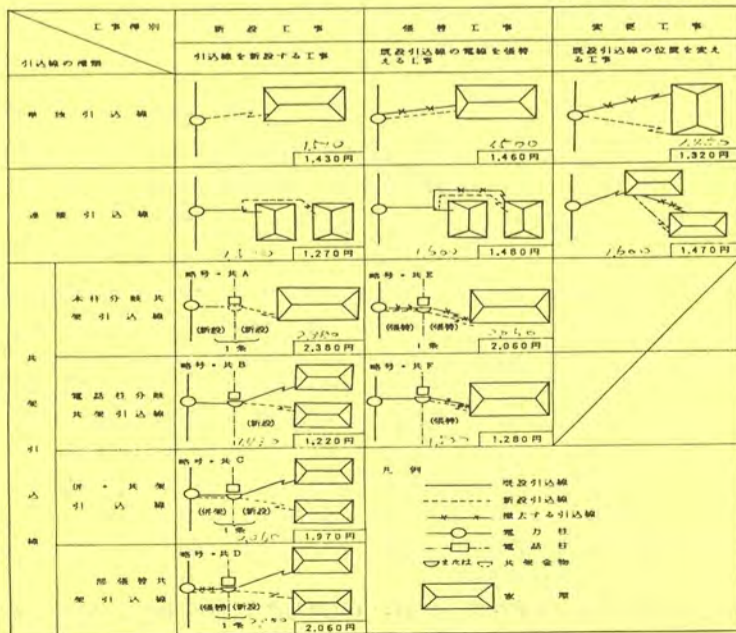 工事種別
引込線の種類
新設工事
引込線を新設する工事
張替工事
既設引込線の電線を張替
える工事
変更工事
既設引込線の位置を変え
る工事
単独引込線
1,430円
1500
1,460円
1,320円
連接引込線
1,270円
1500
1,480円
1,470円
共架引込線
本柱分岐共
架引込線
略号・共A
(新設)(新設)
1条
2,380円
略号・共E
(張替)(張替)
1条
2,060円
電話柱分岐
共架引込線
略号・共B
(新設)
1,220円
略号・共F
(張替)
1,280円
併・共架
引込線
略号・共C
(併架)(新設)
1条
1,970円
部張替共
架引込線
略号・共D
(張替)(新設)
1条
2,060円
凡例
既設引込線
新設引込線
撤去する引込線
電力柱
電話柱
または 共架金物
家屋